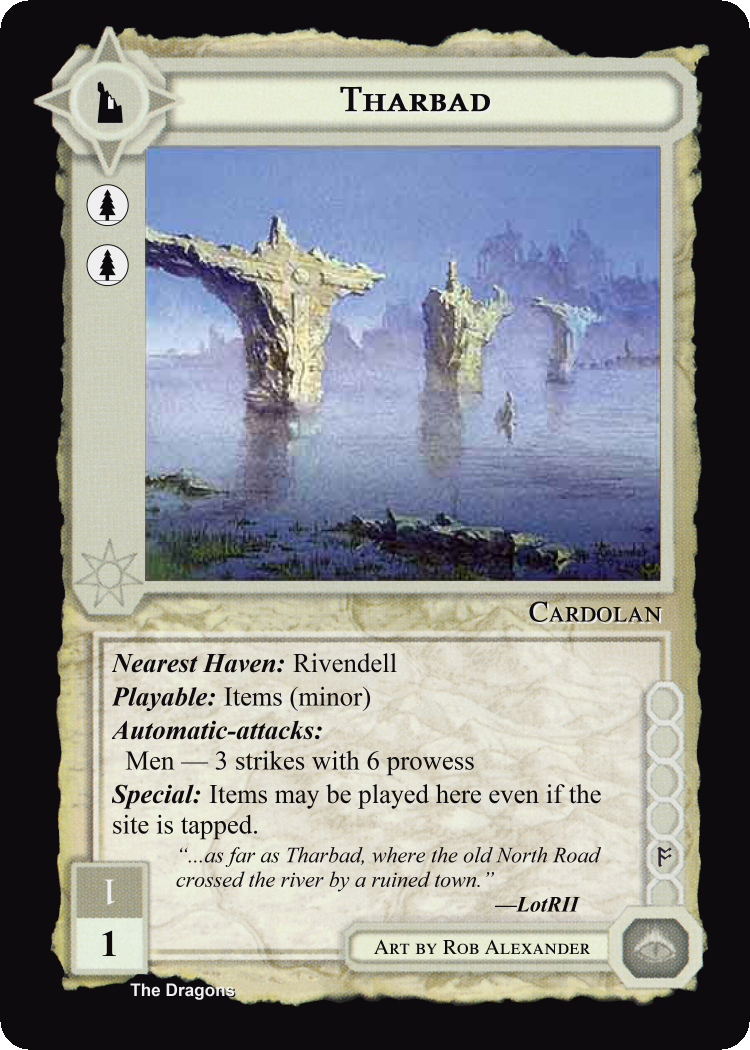 Tharbad
Cardolan
Nearest Haven: Rivendell
Playable: Items (minor)
Automatic-attacks:
Men — 3 strikes with 6 prowess
Special: Items may be played here even if the
site is tapped.
“...as far as Tharbad, where the old North Road
crossed the river by a ruined town.”
—LotRII
1
1
Art by Rob Alexander
The Dragons